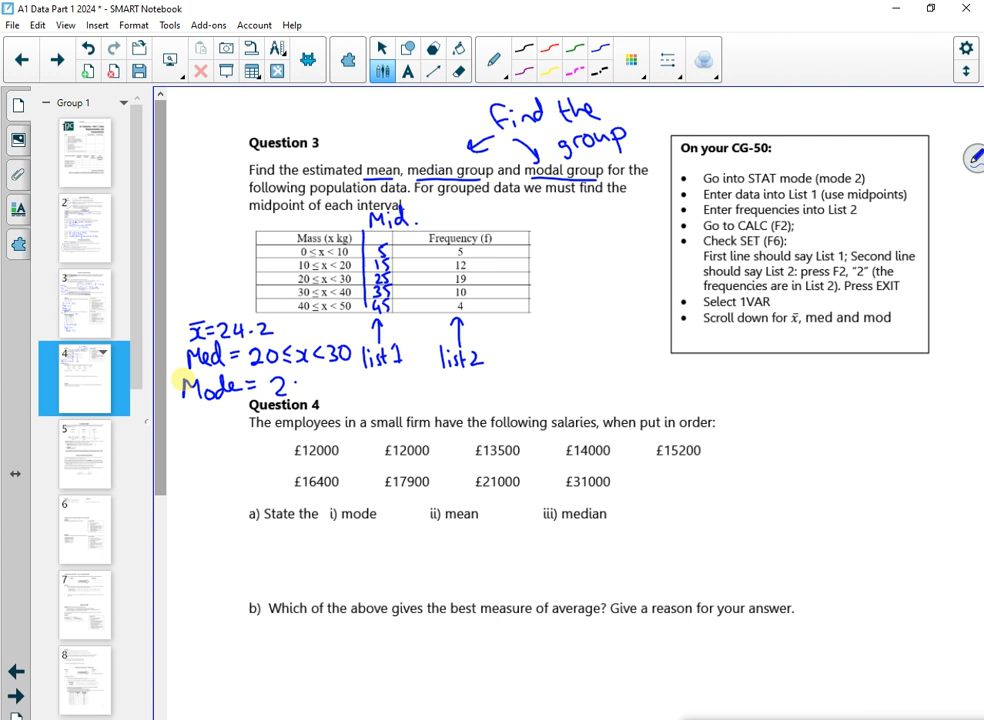 A1 Data Part 1 2024 * - SMART Notebook
File Edit View Insert Format Tools Add-ons Account Help
Group 1
2
3
4
5
6
7
8
Find the
group
Question 3
Find the estimated mean, median group and modal group for the
following population data. For grouped data we must find the
midpoint of each interval
Mid.
Mass (x kg) Frequency (f)
0 ≤ x < 10 5 5
10 ≤ x < 20 15 12
20 ≤ x < 30 25 19
30 ≤ x < 40 35 10
40 ≤ x < 50 45 4
x̄ = 24.2
Med = 20 ≤ x < 30 list 1 list 2
Mode = 2
Question 4
The employees in a small firm have the following salaries, when put in order:
£12000 £12000 £13500 £14000 £15200
£16400 £17900 £21000 £31000
a) State the i) mode ii) mean iii) median
b) Which of the above gives the best measure of average? Give a reason for your answer.
On your CG-50:
• Go into STAT mode (mode 2)
• Enter data into List 1 (use midpoints)
• Enter frequencies into List 2
• Go to CALC (F2);
• Check SET (F6):
First line should say List 1; Second line
should say List 2: press F2, "2" (the
frequencies are in List 2). Press EXIT
• Select 1VAR
• Scroll down for x̄, med and mod